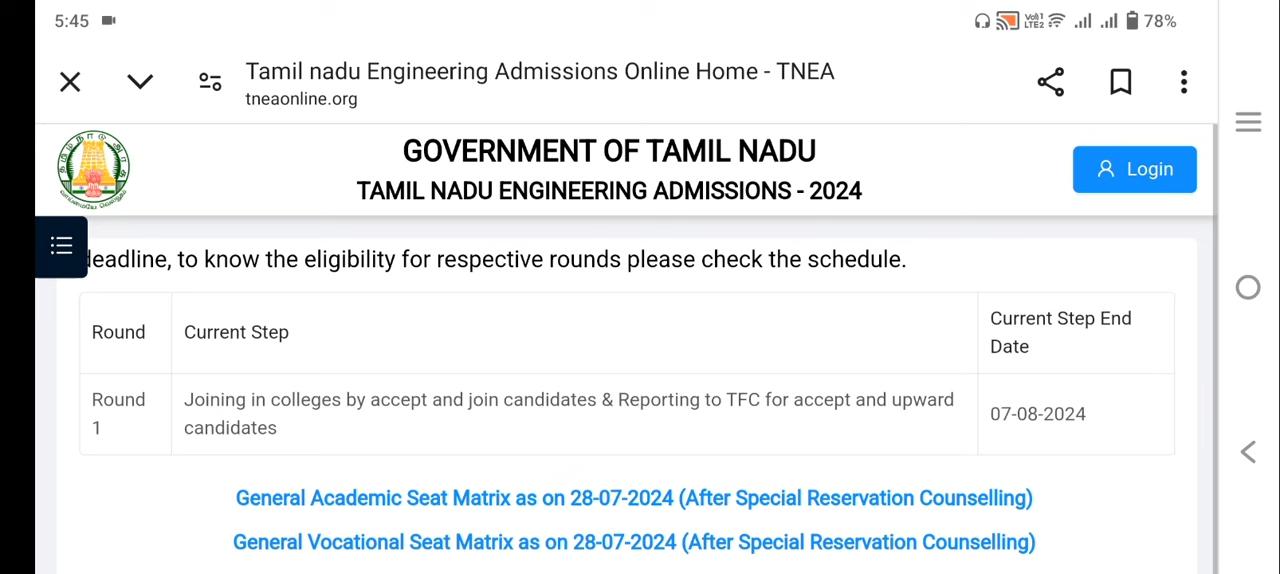 5:45
Vo)) 1
LTE2
78%
Tamil nadu Engineering Admissions Online Home - TNEA
tneaonline.org
GOVERNMENT OF TAMIL NADU
TAMIL NADU ENGINEERING ADMISSIONS - 2024
Login
deadline, to know the eligibility for respective rounds please check the schedule.
Round
Current Step
Current Step End
Date
Round
1
Joining in colleges by accept and join candidates & Reporting to TFC for accept and upward
candidates
07-08-2024
General Academic Seat Matrix as on 28-07-2024 (After Special Reservation Counselling)
General Vocational Seat Matrix as on 28-07-2024 (After Special Reservation Counselling)